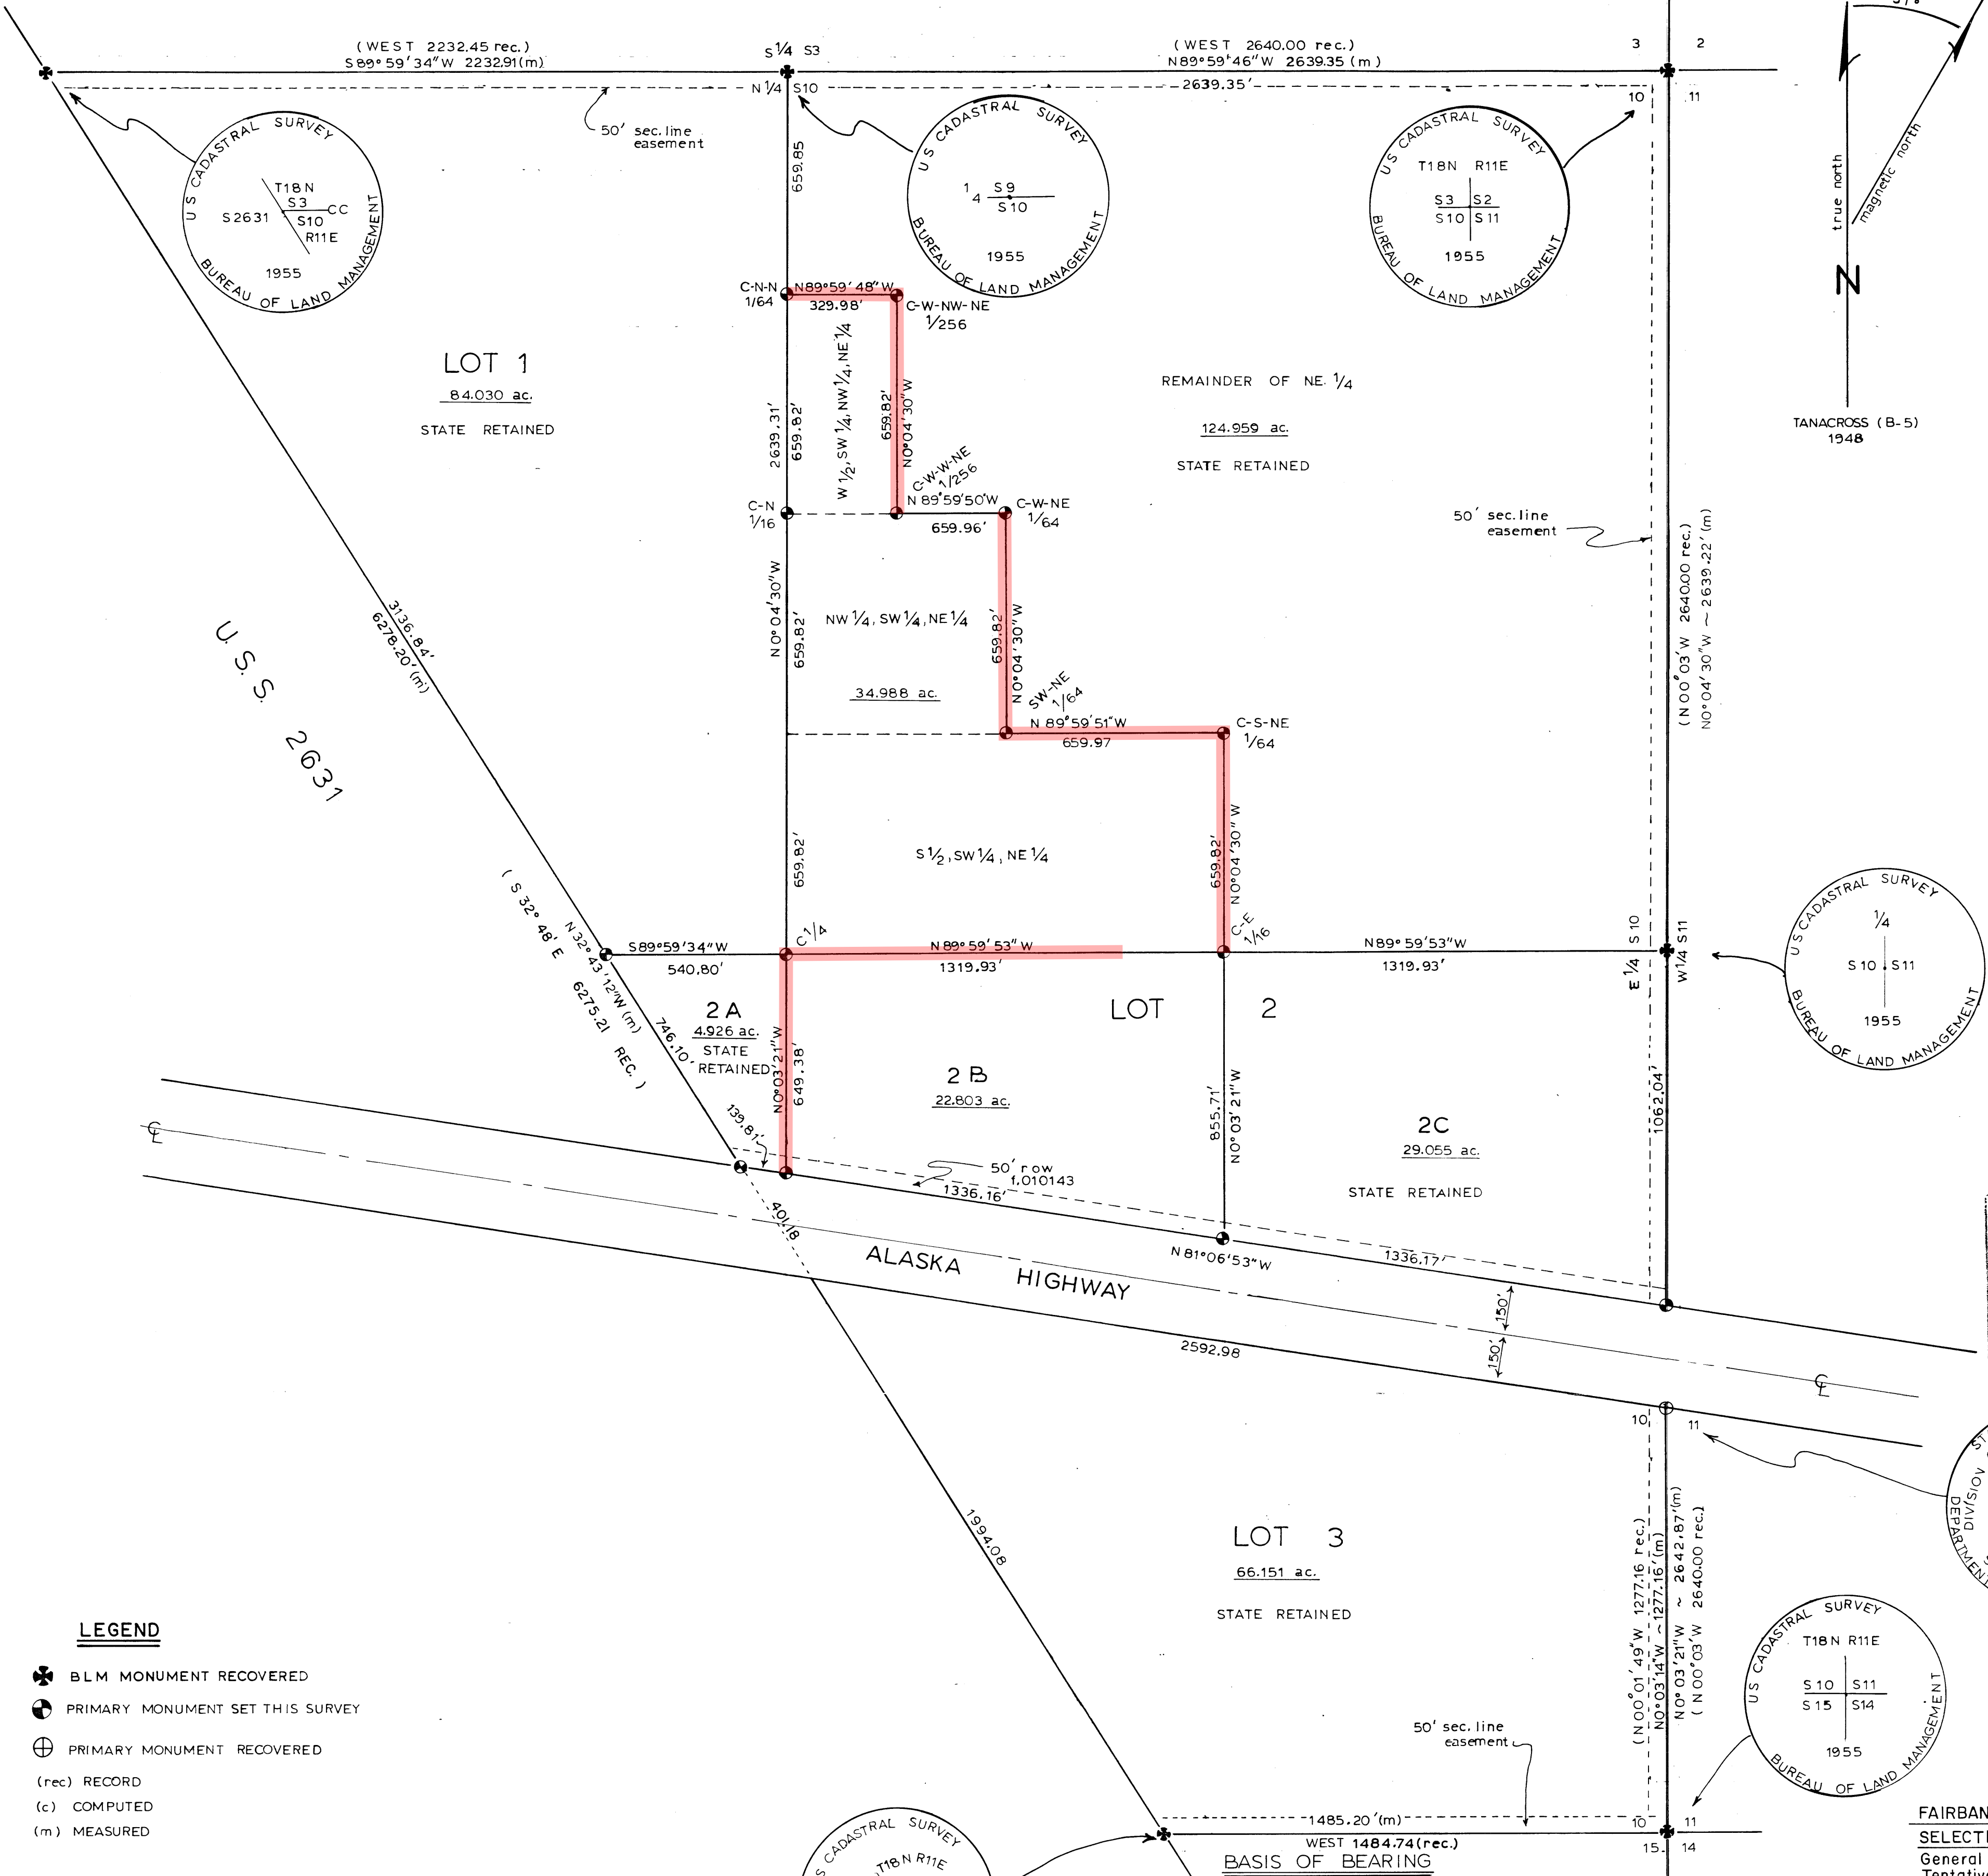 (WEST 2232.45 rec.)
S89°59'34"W 2232.91(m)
S 1/4 S3
(WEST 2640.00 rec.)
N89°59'46"W 2639.35 (m)
3 2
N 1/4 S10
2639.35'
10 11
50' sec. line
easement
659.85
US CADASTRAL SURVEY
T18N
S3
CC
S2631
S10
R11E
1955
BUREAU OF LAND MANAGEMENT
US CADASTRAL SURVEY
1/4 S9
S10
1955
BUREAU OF LAND MANAGEMENT
US CADASTRAL SURVEY
T18N R11E
S3 S2
S10 S11
1955
BUREAU OF LAND MANAGEMENT
true north
magnetic north
N
TANACROSS (B-5)
1948
C-N-N
1/64
N89°59'48"W
329.98'
C-W-NW-NE
1/256
LOT 1
84.030 ac.
STATE RETAINED
W 1/2, SW 1/4, NW 1/4, NE 1/4
2639.31'
659.82'
659.82'
N0°04'30"W
REMAINDER OF NE 1/4
124.959 ac.
STATE RETAINED
C-W-W-NE
1/256
C-N
1/16
N 89°59'50"W
659.96'
C-W-NE
1/64
50' sec. line
easement
(N00°03'W 2640.00 rec.)
N0°04'30"W ~ 2639.22'(m)
N0°04'30"W
659.82'
NW 1/4, SW 1/4, NE 1/4
34.988 ac.
659.82'
N0°04'30"W
3136.84'
6278.20'(m)
U.S.S. 2631
SW-NE
1/64
N 89°59'51"W
659.97
C-S-NE
1/64
659.82'
S 1/2, SW 1/4, NE 1/4
659.82'
N0°04'30"W
(S 32°48' E 6275.21 REC.)
N 32°43'12"W (m)
S89°59'34"W
540.80'
C 1/4
N89°59'53"W
1319.93'
C-E
1/16
N89°59'53"W
1319.93'
E 1/4 S10
W 1/4 S11
US CADASTRAL SURVEY
1/4
S10 S11
1955
BUREAU OF LAND MANAGEMENT
2A
4.926 ac.
STATE
RETAINED
746.10'
139.81'
N0°03'21"W
649.38'
LOT 2
2B
22.803 ac.
855.71'
N0°03'21"W
2C
29.055 ac.
STATE RETAINED
1062.04'
50' row
f.010143
1336.16'
N 81°06'53"W
1336.17'
401.18
ALASKA HIGHWAY
2592.98
150'
150'
10 11
DIVISION
DEPARTMENT
1994.08
LOT 3
66.151 ac.
STATE RETAINED
(N00°01'49"W 1277.16 rec.)
N0°03'14"W ~ 1277.16'(m)
N0°03'21"W ~ 2642.87'(m)
(N00°03'W 2640.00 rec.)
US CADASTRAL SURVEY
T18N R11E
S10 S11
S15 S14
1955
BUREAU OF LAND MANAGEMENT
50' sec. line
easement
1485.20'(m)
WEST 1484.74(rec.)
BASIS OF BEARING
10 11
15 14
CADASTRAL SURVEY
T18N R11E
LEGEND
BLM MONUMENT RECOVERED
PRIMARY MONUMENT SET THIS SURVEY
PRIMARY MONUMENT RECOVERED
(rec) RECORD
(c) COMPUTED
(m) MEASURED
FAIRBAN
SELECTI
General
Tentativ